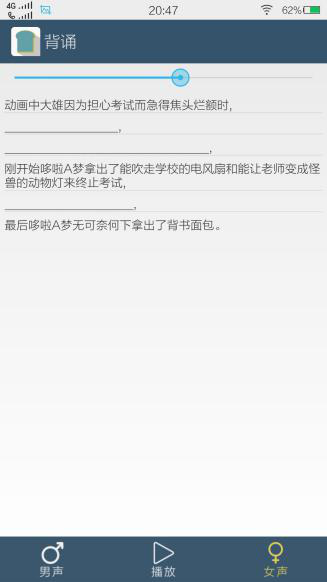 4G 20:47 62%
背诵
动画中大雄因为担心考试而急得焦头烂额时,
___________________,
__________________________________,
刚开始哆啦A梦拿出了能吹走学校的电风扇和能让老师变成怪
兽的动物灯来终止考试,
_____________________,
最后哆啦A梦无可奈何下拿出了背书面包。
男声 播放 女声